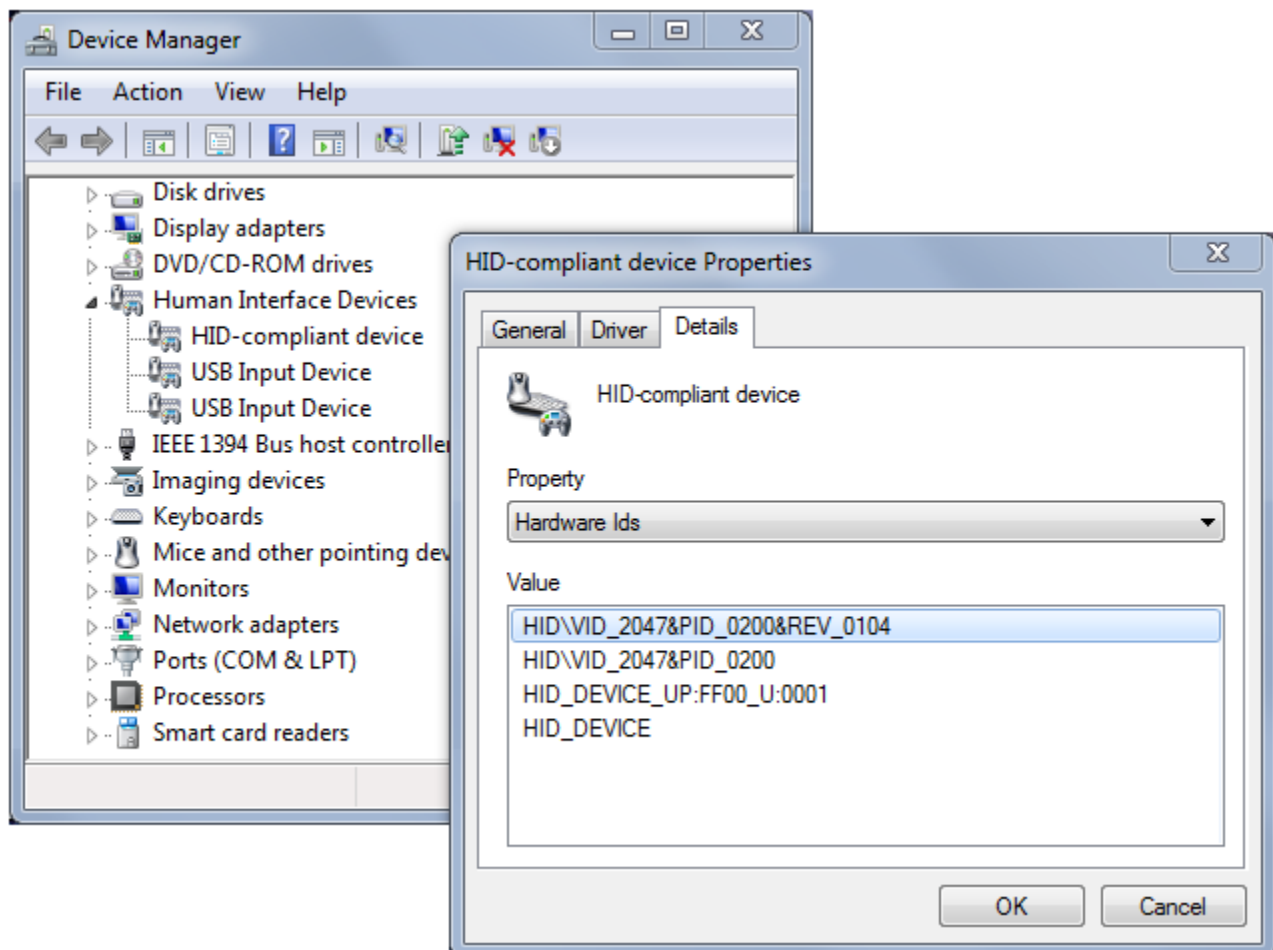 Device Manager
File Action View Help
Disk drives
Display adapters
DVD/CD-ROM drives
Human Interface Devices
HID-compliant device
USB Input Device
USB Input Device
IEEE 1394 Bus host controller
Imaging devices
Keyboards
Mice and other pointing dev
Monitors
Network adapters
Ports (COM & LPT)
Processors
Smart card readers
HID-compliant device Properties
General Driver Details
HID-compliant device
Property
Hardware Ids
Value
HID\VID_2047&PID_0200&REV_0104
HID\VID_2047&PID_0200
HID_DEVICE_UP:FF00_U:0001
HID_DEVICE
OK Cancel